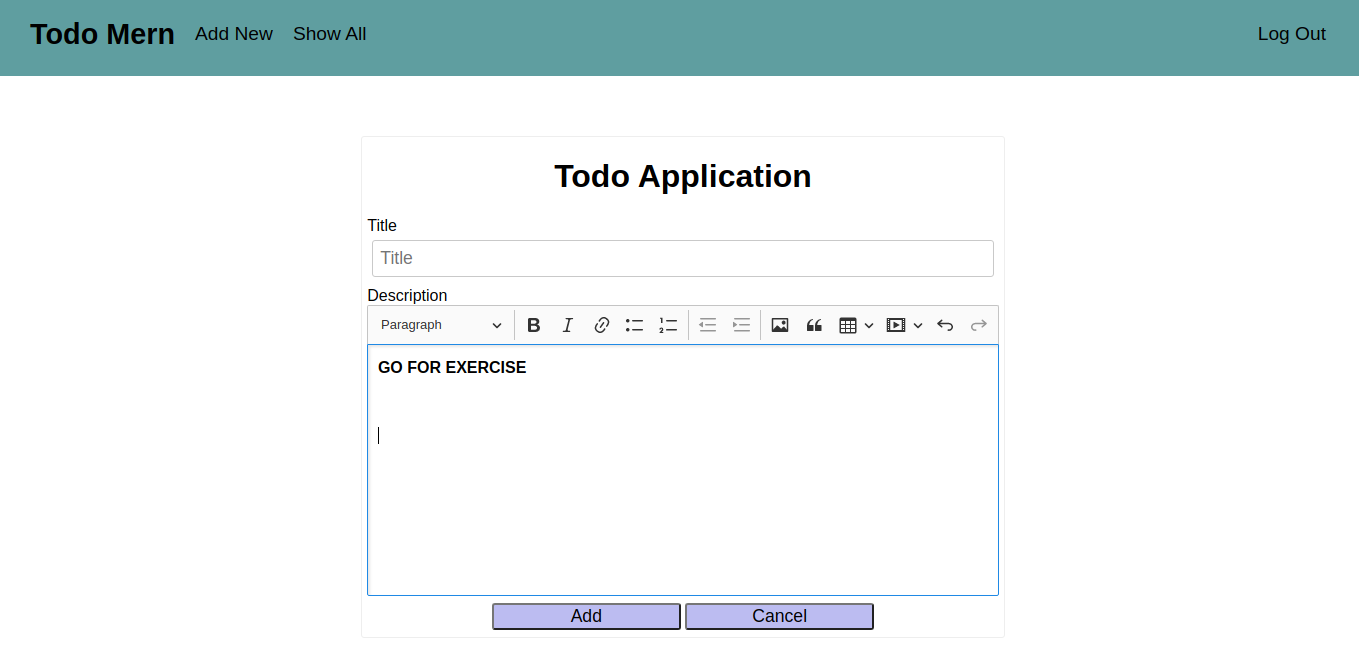 Todo Mern Add New Show All Log Out
Todo Application
Title
Title
Description
Paragraph
GO FOR EXERCISE
Add Cancel